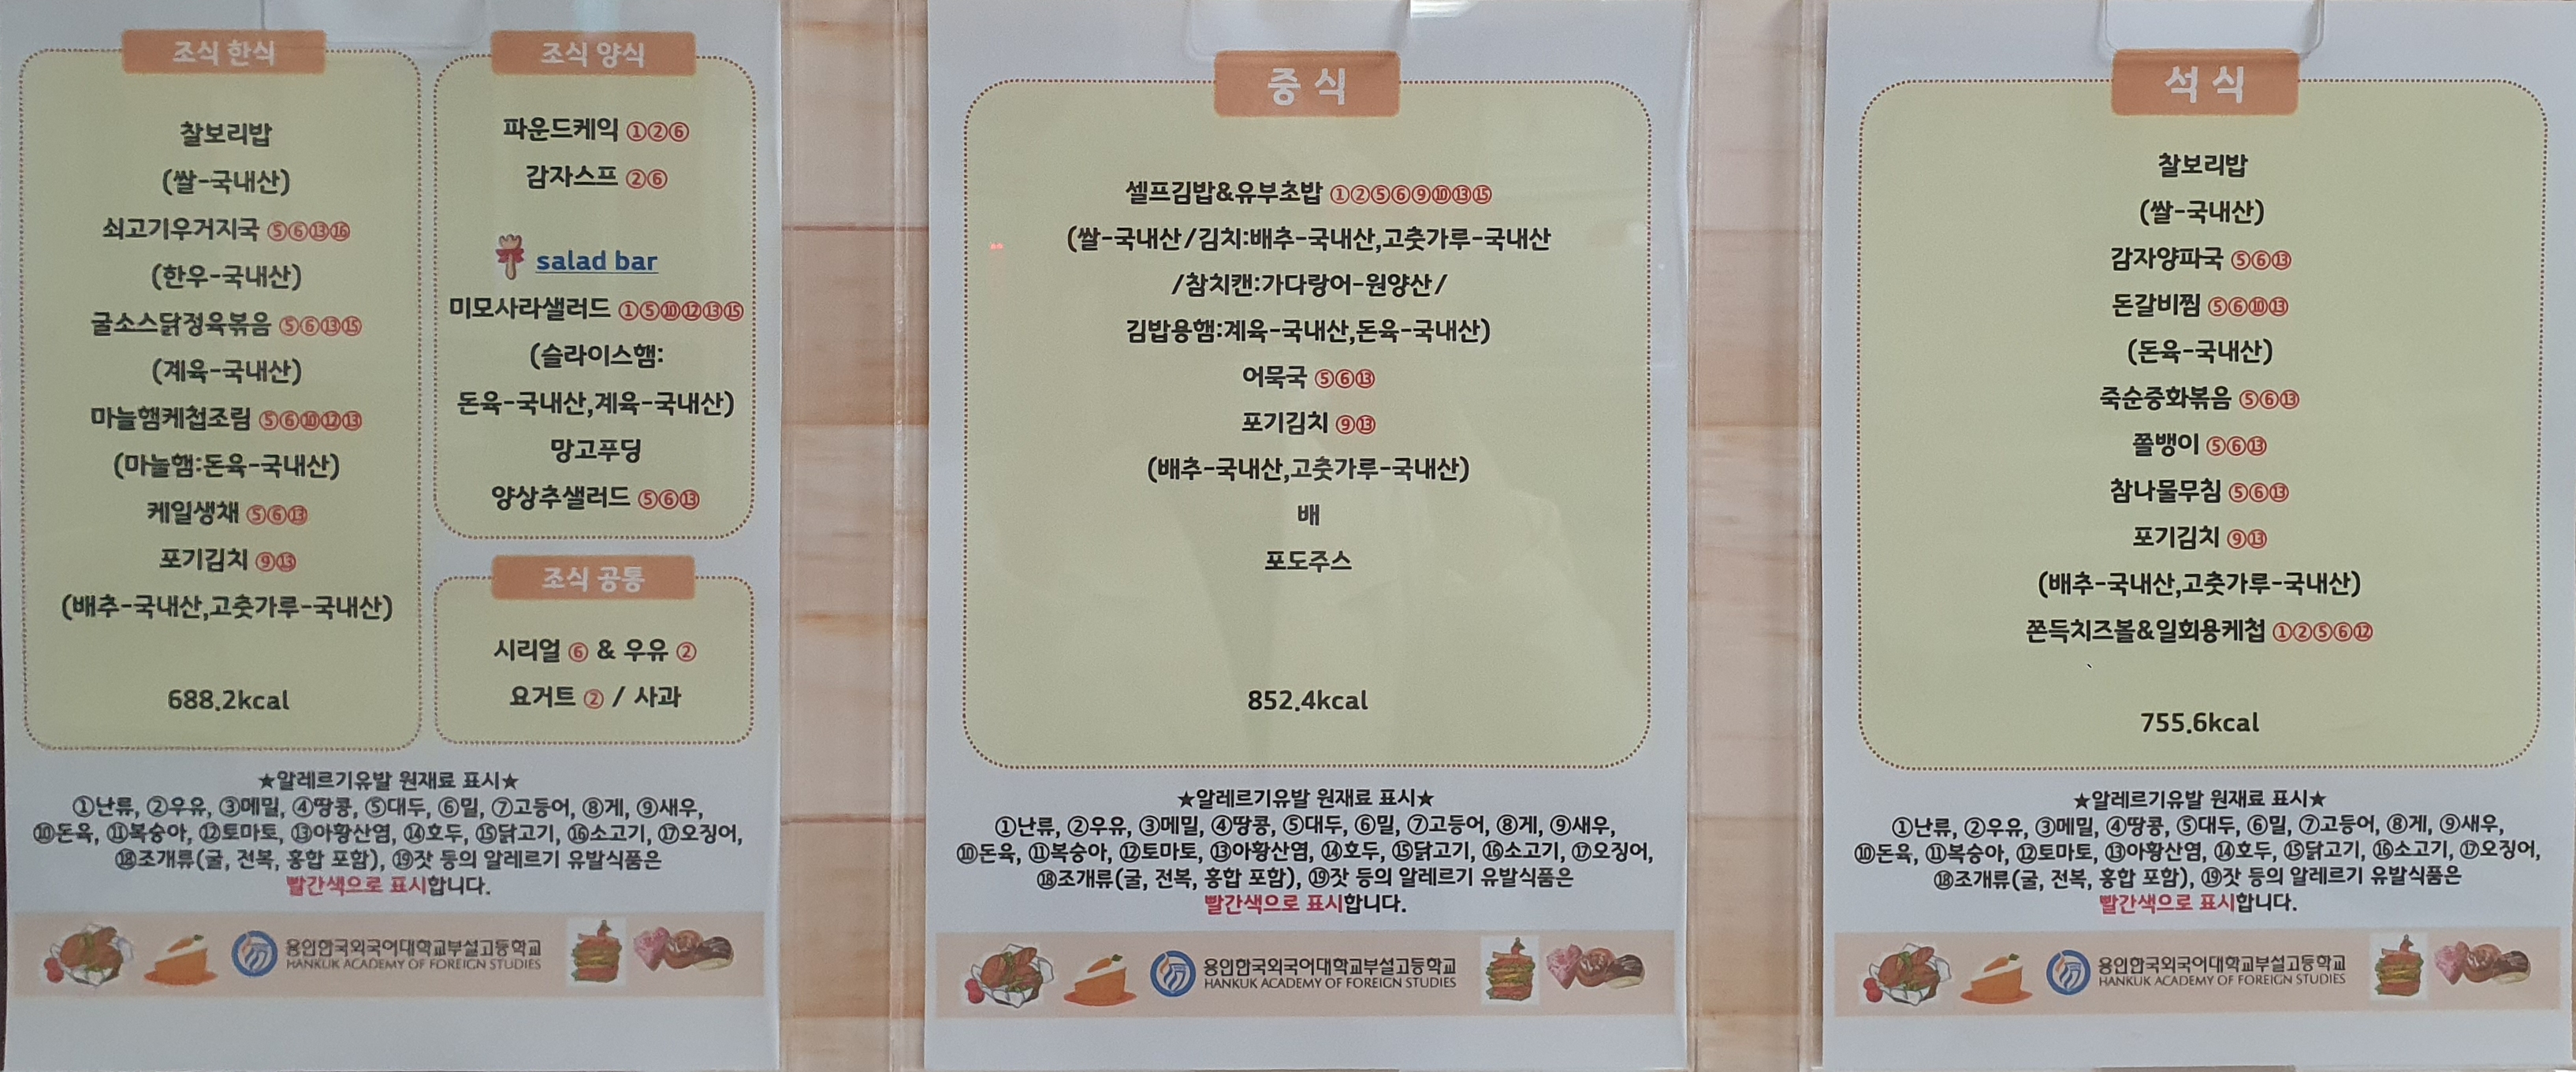 조식 한식
찰보리밥
(쌀-국내산)
쇠고기우거지국 ⑤⑥⑬⑯
(한우-국내산)
굴소스닭정육볶음 ⑤⑥⑬⑮
(계육-국내산)
마늘햄케첩조림 ⑤⑥⑩⑫⑬
(마늘햄:돈육-국내산)
케일생채 ⑤⑥⑬
포기김치 ⑨⑬
(배추-국내산,고춧가루-국내산)
688.2kcal
조식 양식
파운드케익 ①②⑥
감자스프 ②⑥
salad bar
미모사라샐러드 ①⑤⑩⑫⑬⑮
(슬라이스햄:
돈육-국내산,계육-국내산)
망고푸딩
양상추샐러드 ⑤⑥⑬
조식 공통
시리얼 ⑥ & 우유 ②
요거트 ② / 사과
★알레르기유발 원재료 표시★
①난류, ②우유, ③메밀, ④땅콩, ⑤대두, ⑥밀, ⑦고등어, ⑧게, ⑨새우,
⑩돈육, ⑪복숭아, ⑫토마토, ⑬아황산염, ⑭호두, ⑮닭고기, ⑯소고기, ⑰오징어,
⑱조개류(굴, 전복, 홍합 포함), ⑲잣 등의 알레르기 유발식품은
빨간색으로 표시합니다.
용인한국외국어대학교부설고등학교
HANKUK ACADEMY OF FOREIGN STUDIES
중 식
셀프김밥&유부초밥 ①②⑤⑥⑨⑩⑬⑮
(쌀-국내산/김치:배추-국내산,고춧가루-국내산
/참치캔:가다랑어-원양산/
김밥용햄:계육-국내산,돈육-국내산)
어묵국 ⑤⑥⑬
포기김치 ⑨⑬
(배추-국내산,고춧가루-국내산)
배
포도주스
852.4kcal
★알레르기유발 원재료 표시★
①난류, ②우유, ③메밀, ④땅콩, ⑤대두, ⑥밀, ⑦고등어, ⑧게, ⑨새우,
⑩돈육, ⑪복숭아, ⑫토마토, ⑬아황산염, ⑭호두, ⑮닭고기, ⑯소고기, ⑰오징어,
⑱조개류(굴, 전복, 홍합 포함), ⑲잣 등의 알레르기 유발식품은
빨간색으로 표시합니다.
용인한국외국어대학교부설고등학교
HANKUK ACADEMY OF FOREIGN STUDIES
석 식
찰보리밥
(쌀-국내산)
감자양파국 ⑤⑥⑬
돈갈비찜 ⑤⑥⑩⑬
(돈육-국내산)
죽순중화볶음 ⑤⑥⑬
쫄뱅이 ⑤⑥⑬
참나물무침 ⑤⑥⑬
포기김치 ⑨⑬
(배추-국내산,고춧가루-국내산)
쫀득치즈볼&일회용케첩 ①②⑤⑥⑫
755.6kcal
★알레르기유발 원재료 표시★
①난류, ②우유, ③메밀, ④땅콩, ⑤대두, ⑥밀, ⑦고등어, ⑧게, ⑨새우,
⑩돈육, ⑪복숭아, ⑫토마토, ⑬아황산염, ⑭호두, ⑮닭고기, ⑯소고기, ⑰오징어,
⑱조개류(굴, 전복, 홍합 포함), ⑲잣 등의 알레르기 유발식품은
빨간색으로 표시합니다.
용인한국외국어대학교부설고등학교
HANKUK ACADEMY OF FOREIGN STUDIES